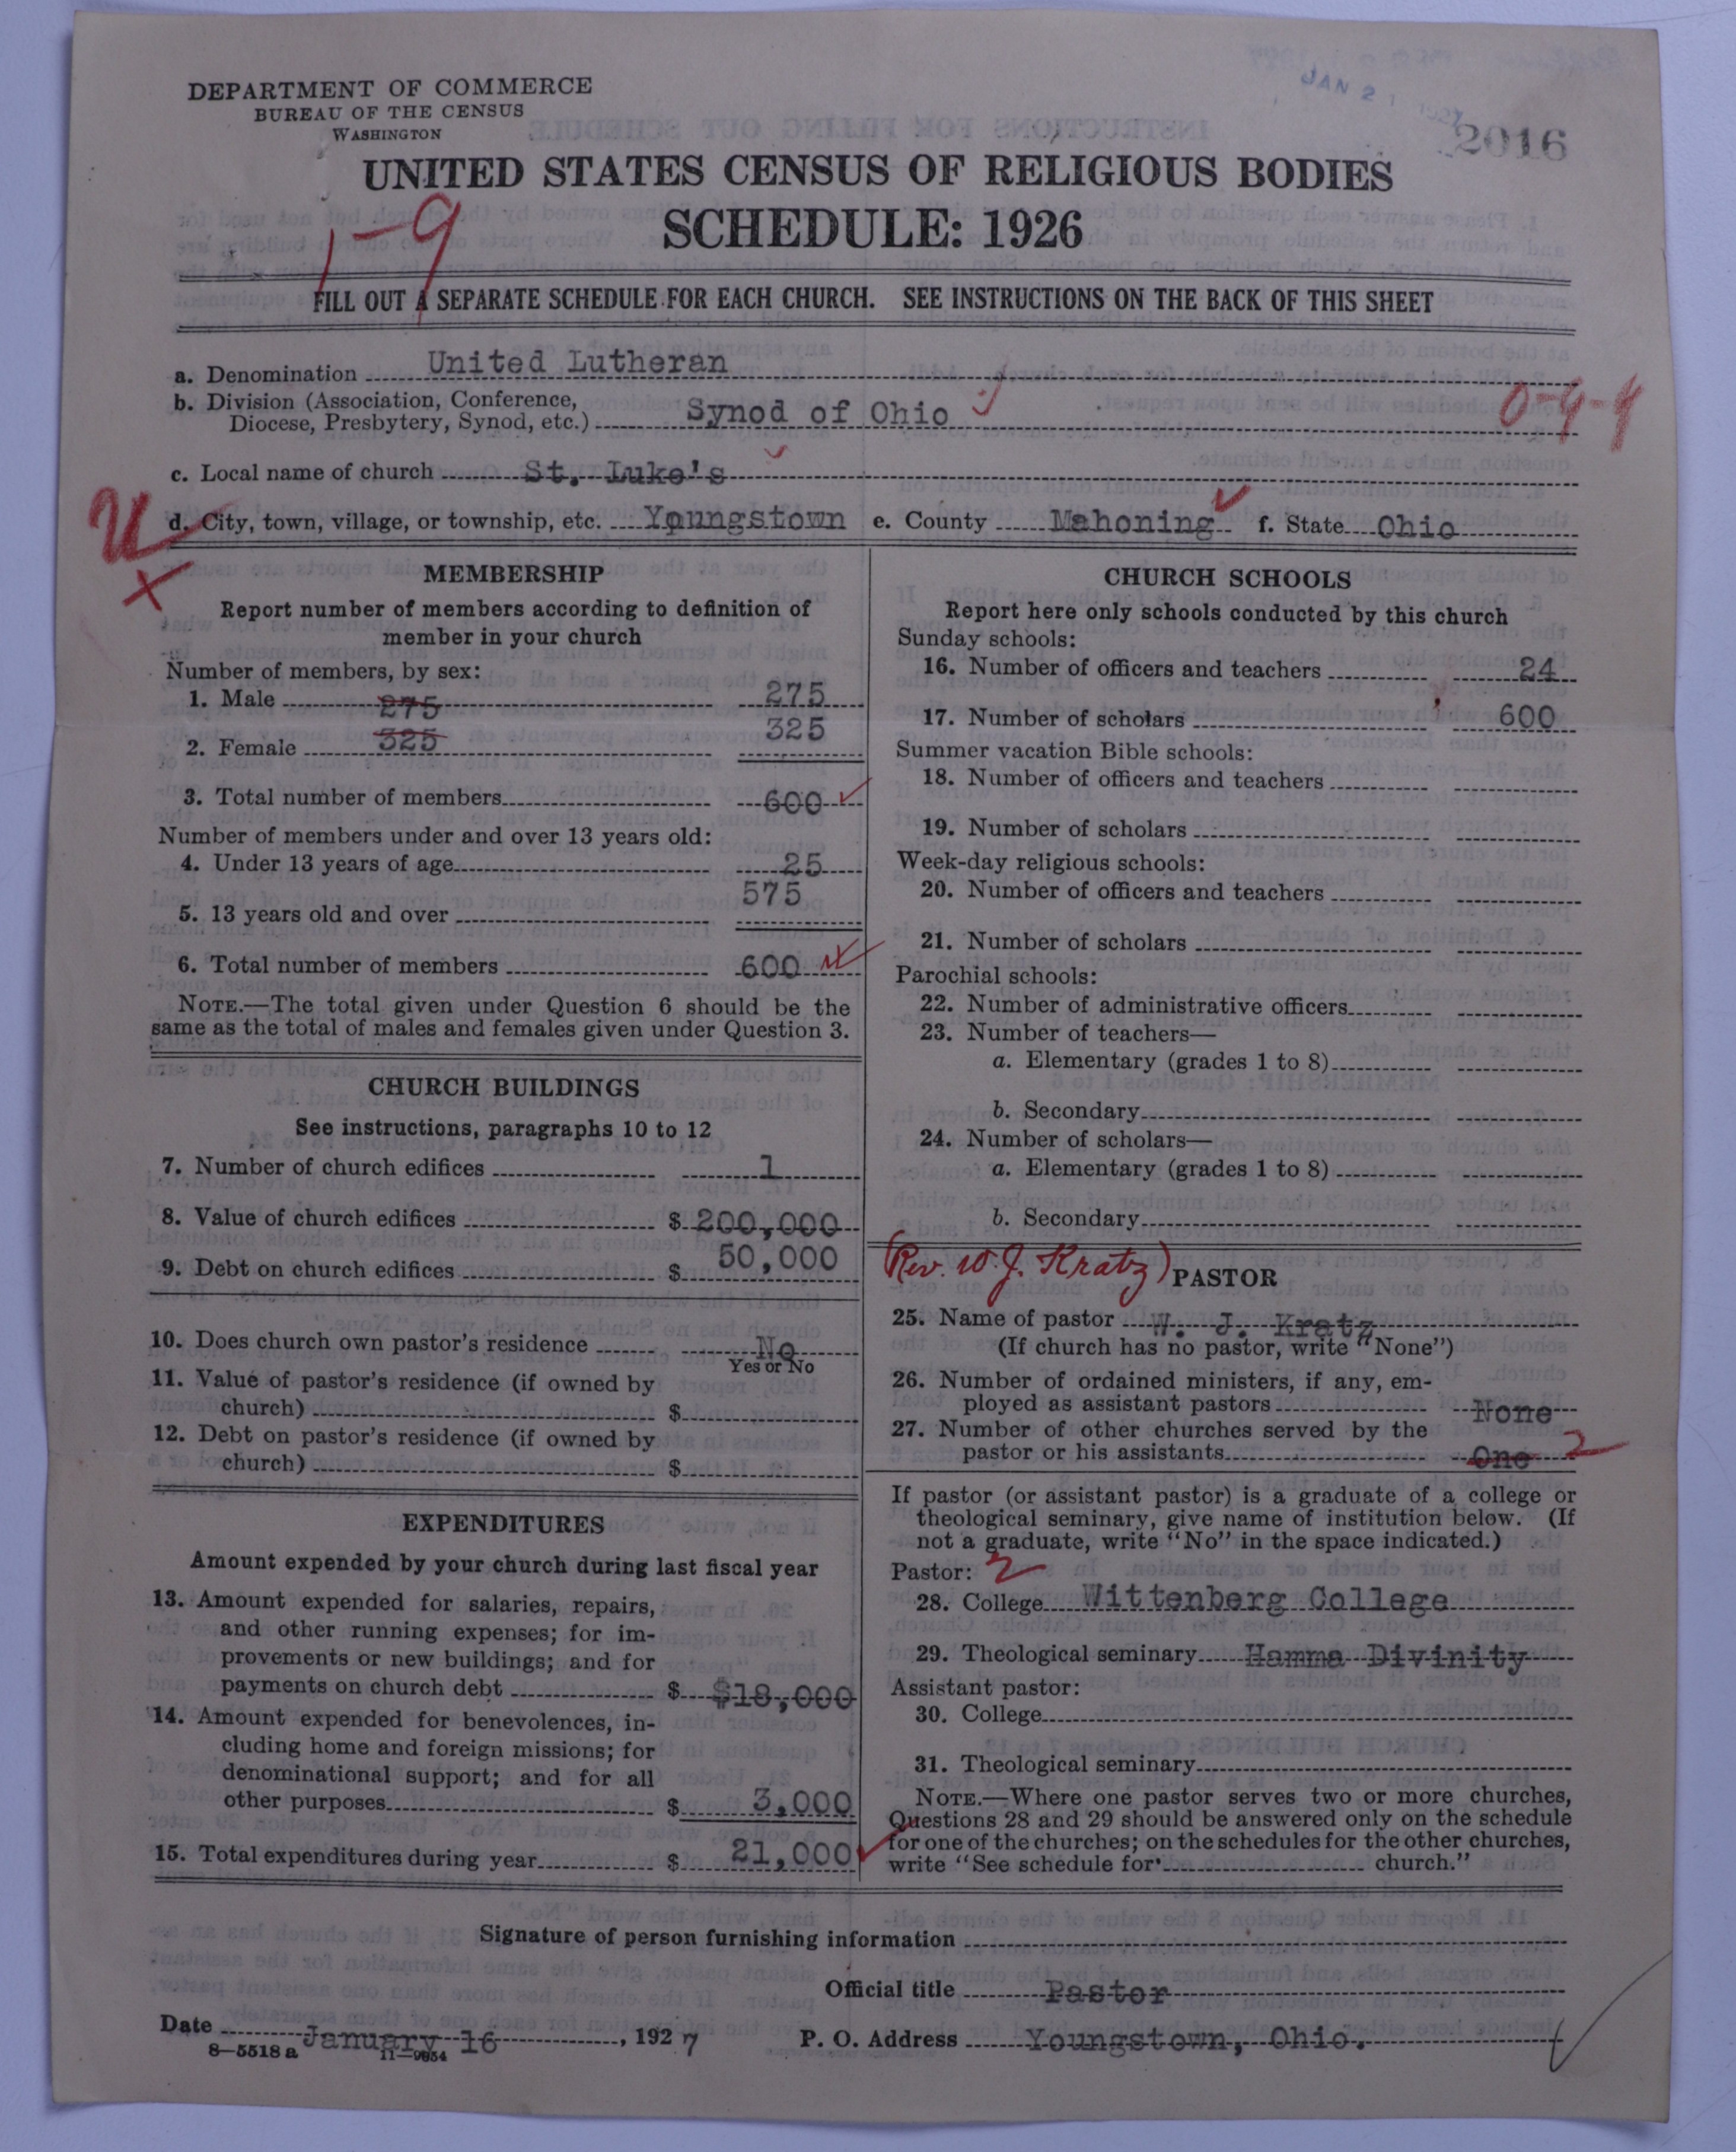 DEPARTMENT OF COMMERCE
BUREAU OF THE CENSUS
WASHINGTON
JAN 21 1927
2016
UNITED STATES CENSUS OF RELIGIOUS BODIES
SCHEDULE: 1926
1-9
FILL OUT A SEPARATE SCHEDULE FOR EACH CHURCH. SEE INSTRUCTIONS ON THE BACK OF THIS SHEET
a. Denomination United Lutheran
b. Division (Association, Conference,
Diocese, Presbytery, Synod, etc.) Synod of Ohio
0-4-4
c. Local name of church St. Luke's
d. City, town, village, or township, etc. Youngstown e. County Mahoning f. State Ohio
MEMBERSHIP
Report number of members according to definition of
member in your church
Number of members, by sex:
1. Male 275 275
2. Female 325 325
3. Total number of members 600
Number of members under and over 13 years old:
4. Under 13 years of age 25
5. 13 years old and over 575
6. Total number of members 600
NOTE.—The total given under Question 6 should be the
same as the total of males and females given under Question 3.
CHURCH BUILDINGS
See instructions, paragraphs 10 to 12
7. Number of church edifices 1
8. Value of church edifices $ 200,000
9. Debt on church edifices $ 50,000
10. Does church own pastor's residence No
Yes or No
11. Value of pastor's residence (if owned by
church) $
12. Debt on pastor's residence (if owned by
church) $
EXPENDITURES
Amount expended by your church during last fiscal year
13. Amount expended for salaries, repairs,
and other running expenses; for im-
provements or new buildings; and for
payments on church debt $ $18,000
14. Amount expended for benevolences, in-
cluding home and foreign missions; for
denominational support; and for all
other purposes $ 3,000
15. Total expenditures during year $ 21,000
CHURCH SCHOOLS
Report here only schools conducted by this church
Sunday schools:
16. Number of officers and teachers 24
17. Number of scholars 600
Summer vacation Bible schools:
18. Number of officers and teachers
19. Number of scholars
Week-day religious schools:
20. Number of officers and teachers
21. Number of scholars
Parochial schools:
22. Number of administrative officers
23. Number of teachers—
a. Elementary (grades 1 to 8)
b. Secondary
24. Number of scholars—
a. Elementary (grades 1 to 8)
b. Secondary
(Rev. W. J. Kratz) PASTOR
25. Name of pastor W. J. Kratz
(If church has no pastor, write "None")
26. Number of ordained ministers, if any, em-
ployed as assistant pastors None
27. Number of other churches served by the
pastor or his assistants One 2
If pastor (or assistant pastor) is a graduate of a college or
theological seminary, give name of institution below. (If
not a graduate, write "No" in the space indicated.)
Pastor: 2
28. College Wittenberg College
29. Theological seminary Hamma Divinity
Assistant pastor:
30. College
31. Theological seminary
NOTE.—Where one pastor serves two or more churches,
Questions 28 and 29 should be answered only on the schedule
for one of the churches; on the schedules for the other churches,
write "See schedule for church."
Signature of person furnishing information
Official title Pastor
Date January 16, 1927 P. O. Address Youngstown, Ohio.
8—5518 a 11—9854